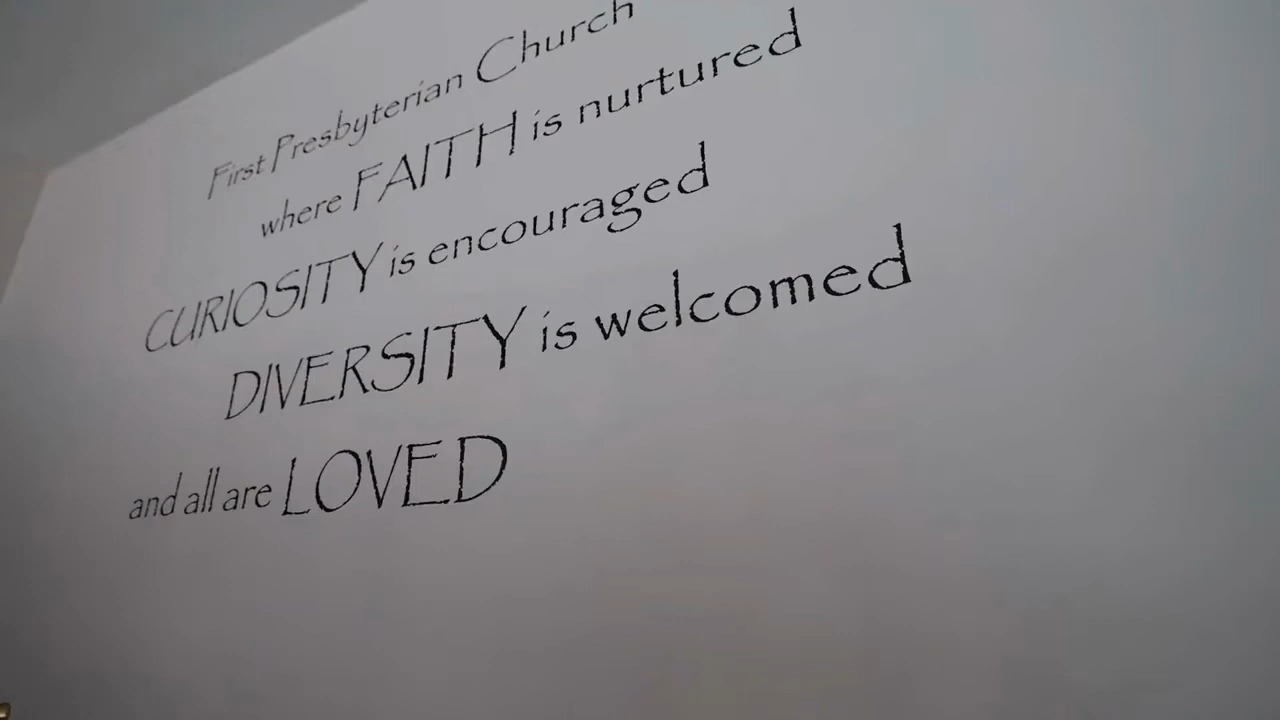 First Presbyterian Church
where FAITH is nurtured
CURIOSITY is encouraged
DIVERSITY is welcomed
and all are LOVED